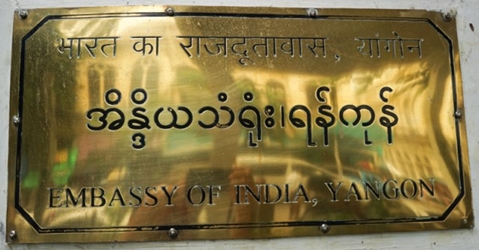 भारत का राजदूतावास, यांगोन
အိန္ဒိယသံရုံး၊ရန်ကုန်
EMBASSY OF INDIA, YANGON